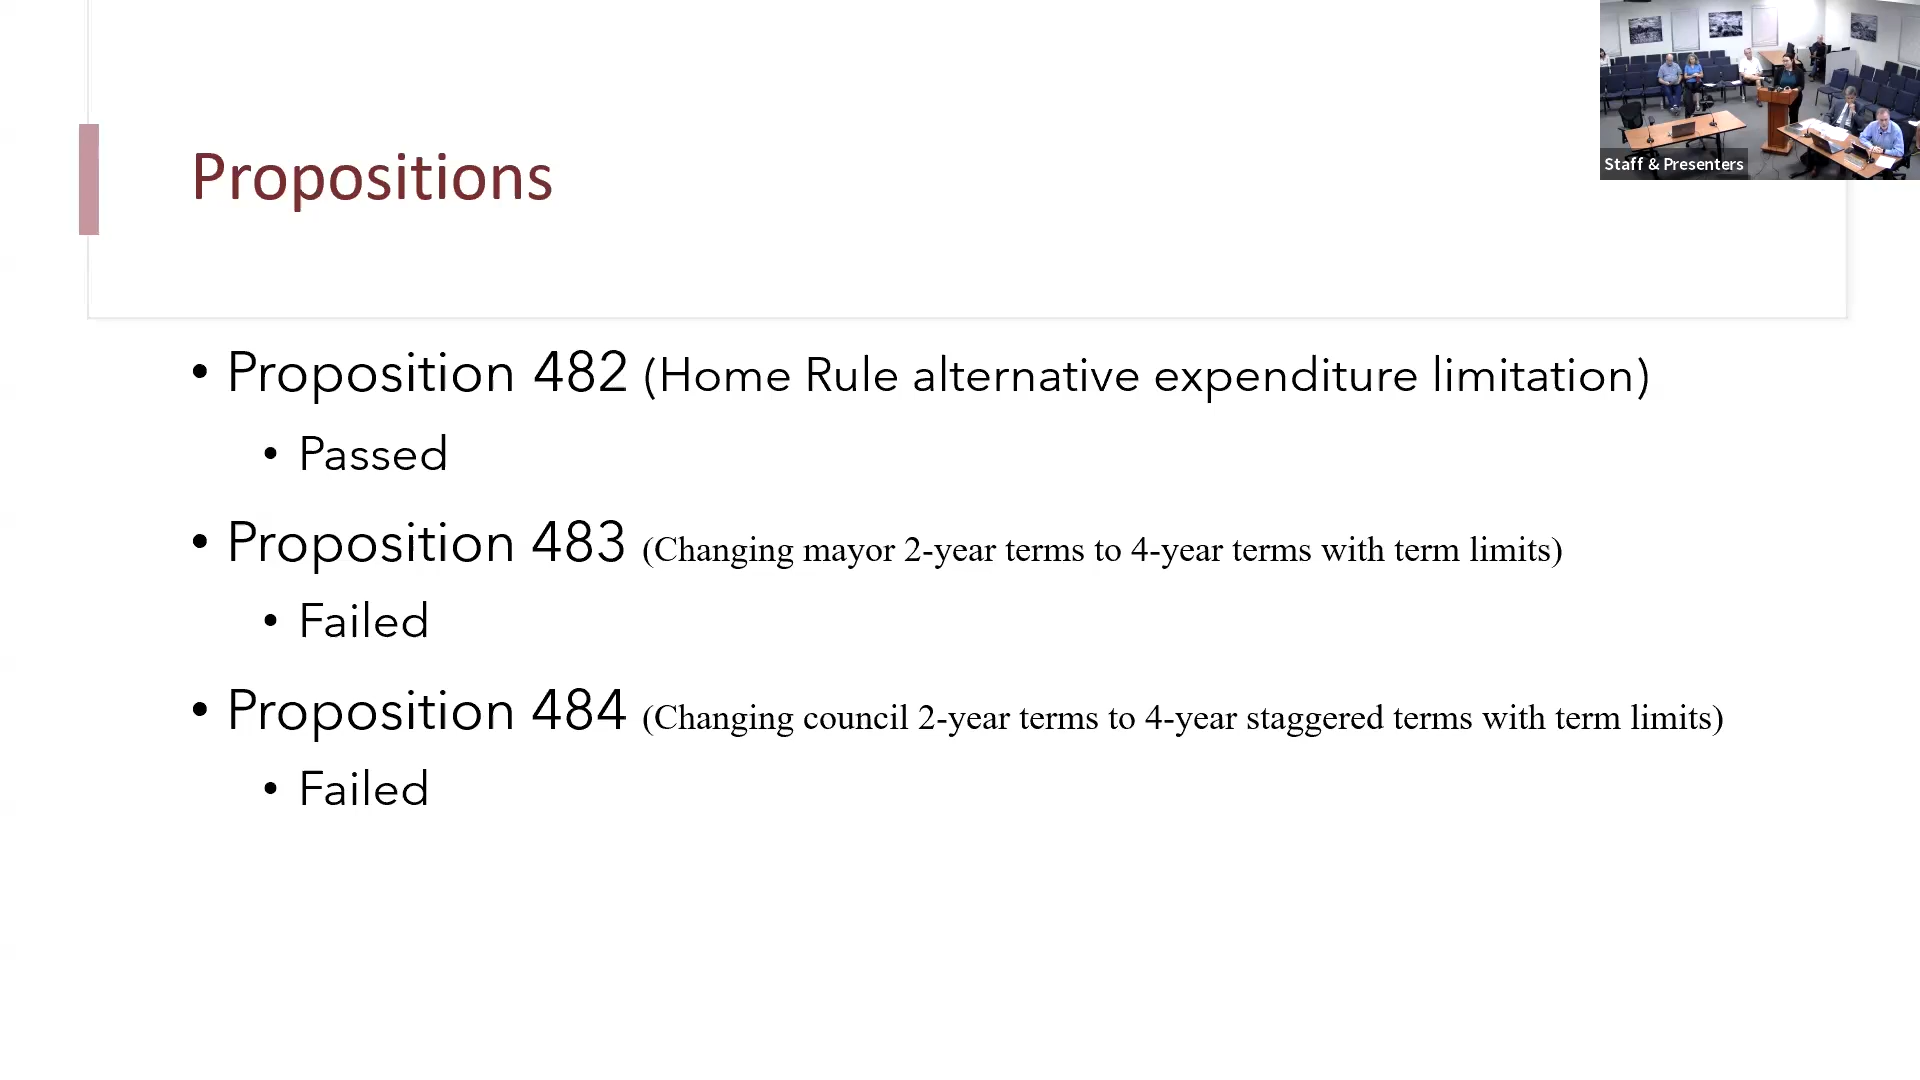 Staff & Presenters
Propositions
• Proposition 482 (Home Rule alternative expenditure limitation)
• Passed
• Proposition 483 (Changing mayor 2-year terms to 4-year terms with term limits)
• Failed
• Proposition 484 (Changing council 2-year terms to 4-year staggered terms with term limits)
• Failed